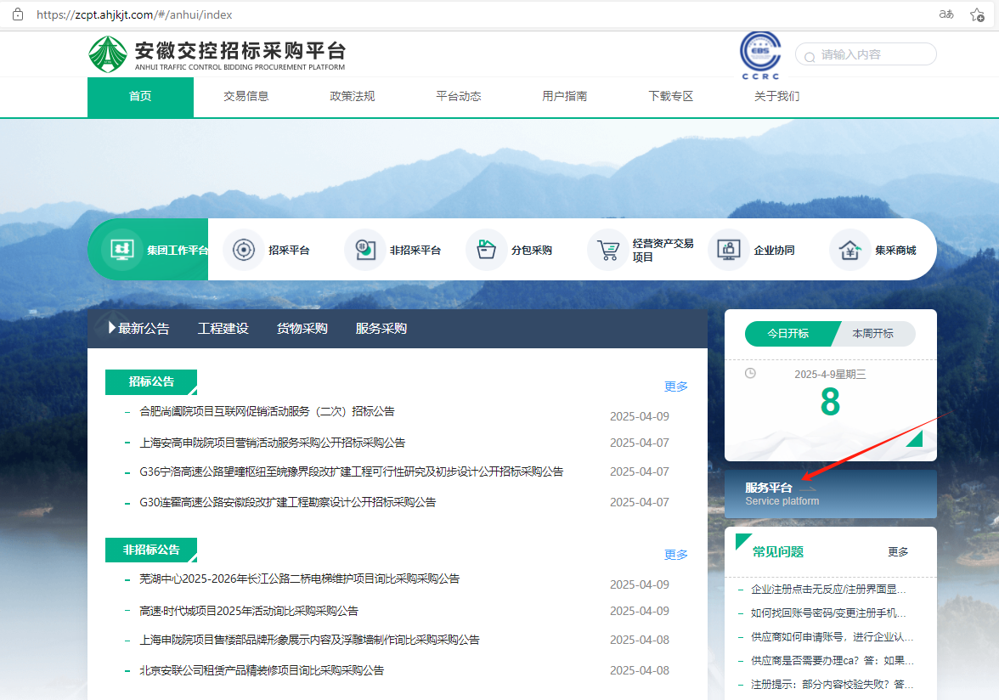 https://zcpt.ahjkjt.com/#/anhui/index
aあ
安徽交控招标采购平台
ANHUI TRAFFIC CONTROL BIDDING PROCUREMENT PLATFORM
EBS
CCRC
请输入内容
首页 交易信息 政策法规 平台动态 用户指南 下载专区 关于我们
集团工作平台 招采平台 非招采平台 分包采购 经营资产交易项目 企业协同 集采商城
最新公告 工程建设 货物采购 服务采购
招标公告 更多
合肥尚阖院项目互联网促销活动服务（二次）招标公告 2025-04-09
上海安高申陇院项目营销活动服务采购公开招标采购公告 2025-04-07
G36宁洛高速公路望疃枢纽至皖豫界段改扩建工程可行性研究及初步设计公开招标采购公告 2025-04-07
G30连霍高速公路安徽段改扩建工程勘察设计公开招标采购公告 2025-04-07
非招标公告 更多
芜湖中心2025-2026年长江公路二桥电梯维护项目询比采购采购公告 2025-04-09
高速·时代城项目2025年活动询比采购采购公告 2025-04-09
上海申陇院项目售楼部品牌形象展示内容及浮雕墙制作询比采购采购公告 2025-04-08
北京安联公司租赁产品精装修项目询比采购采购公告 2025-04-08
今日开标 本周开标
2025-4-9星期三
8
服务平台
Service platform
常见问题 更多
企业注册点击无反应/注册界面显...
如何找回账号密码/变更注册手机...
供应商如何申请账号，进行企业认...
供应商是否需要办理ca？答：如果...
注册提示：部分内容校验失败？答...